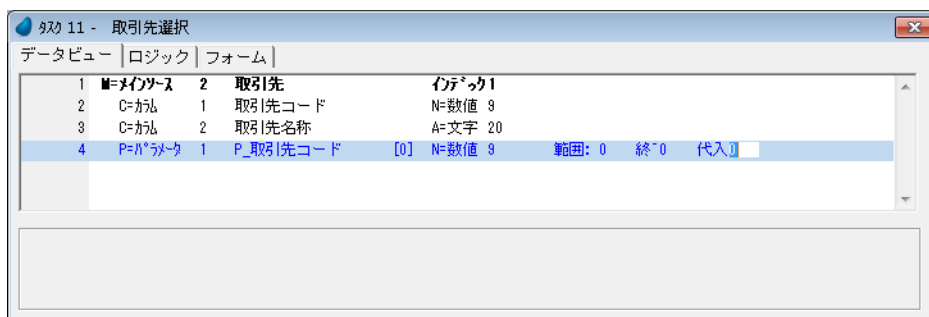 ﾀｽｸ 11 - 取引先選択
データビュー ロジック フォーム
1 M=ﾒｲﾝｿｰｽ 2 取引先 ｲﾝﾃﾞｯｸ 1
2 C=ｶﾗﾑ 1 取引先コード N=数値 9
3 C=ｶﾗﾑ 2 取引先名称 A=文字 20
4 P=ﾊﾟﾗﾒｰﾀ 1 P_取引先コード [0] N=数値 9 範囲: 0 終ﾞ0 代入 0